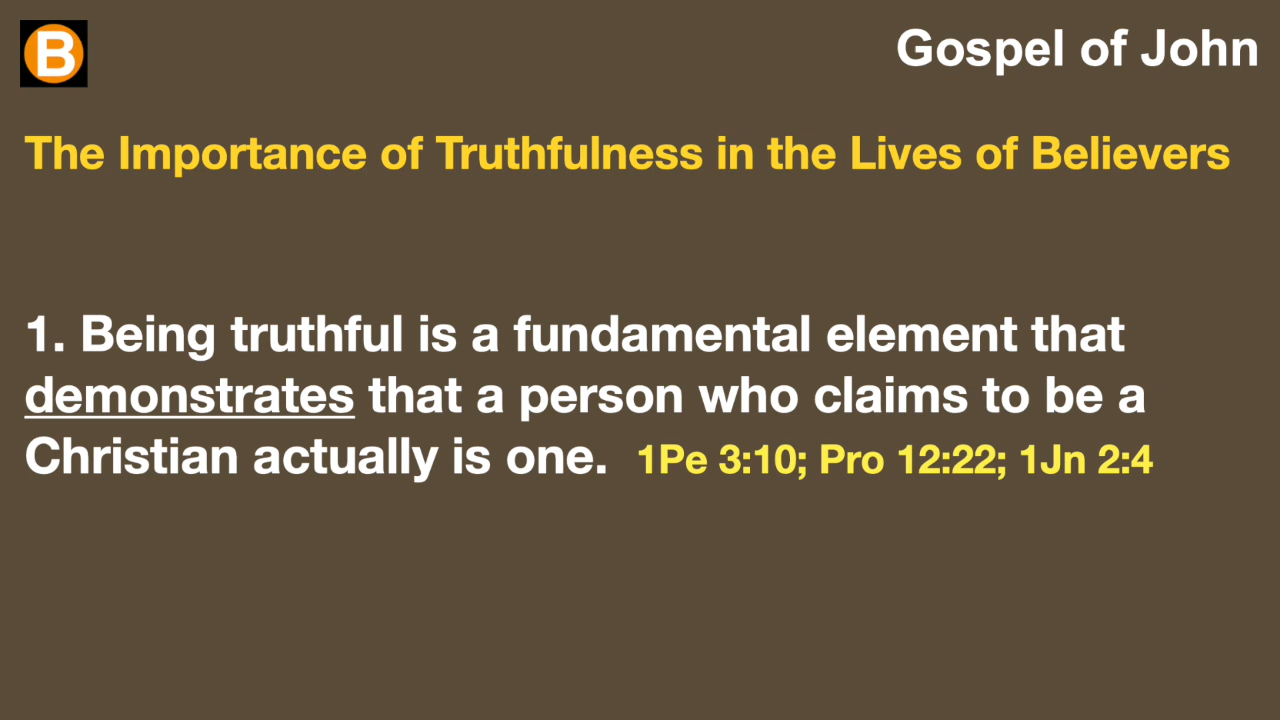 B
Gospel of John
The Importance of Truthfulness in the Lives of Believers
1. Being truthful is a fundamental element that
demonstrates that a person who claims to be a
Christian actually is one. 1Pe 3:10; Pro 12:22; 1Jn 2:4